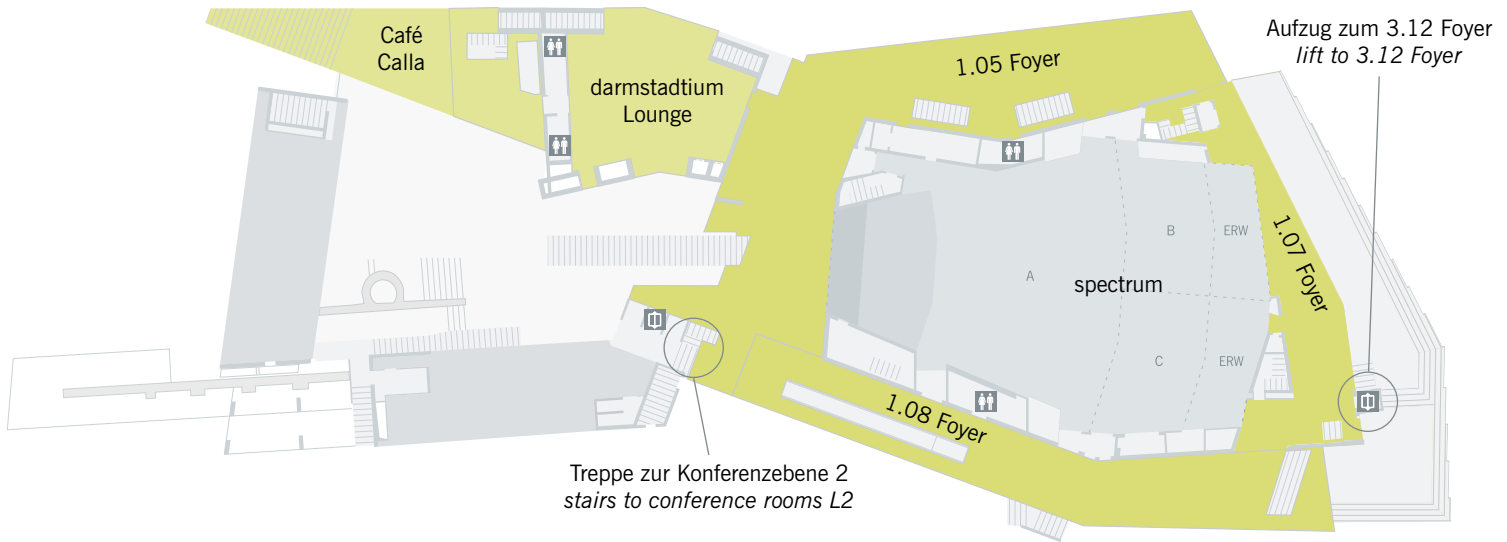 Café
Calla
darmstadtium
Lounge
1.05 Foyer
Aufzug zum 3.12 Foyer
lift to 3.12 Foyer
B
ERW
1.07 Foyer
A
spectrum
C
ERW
1.08 Foyer
Treppe zur Konferenzebene 2
stairs to conference rooms L2